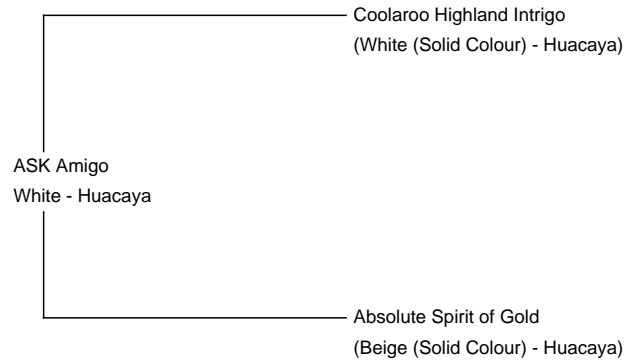 Coolaroo Highland Intrigo
(White (Solid Colour) - Huacaya)
ASK Amigo
White - Huacaya
Absolute Spirit of Gold
(Beige (Solid Colour) - Huacaya)